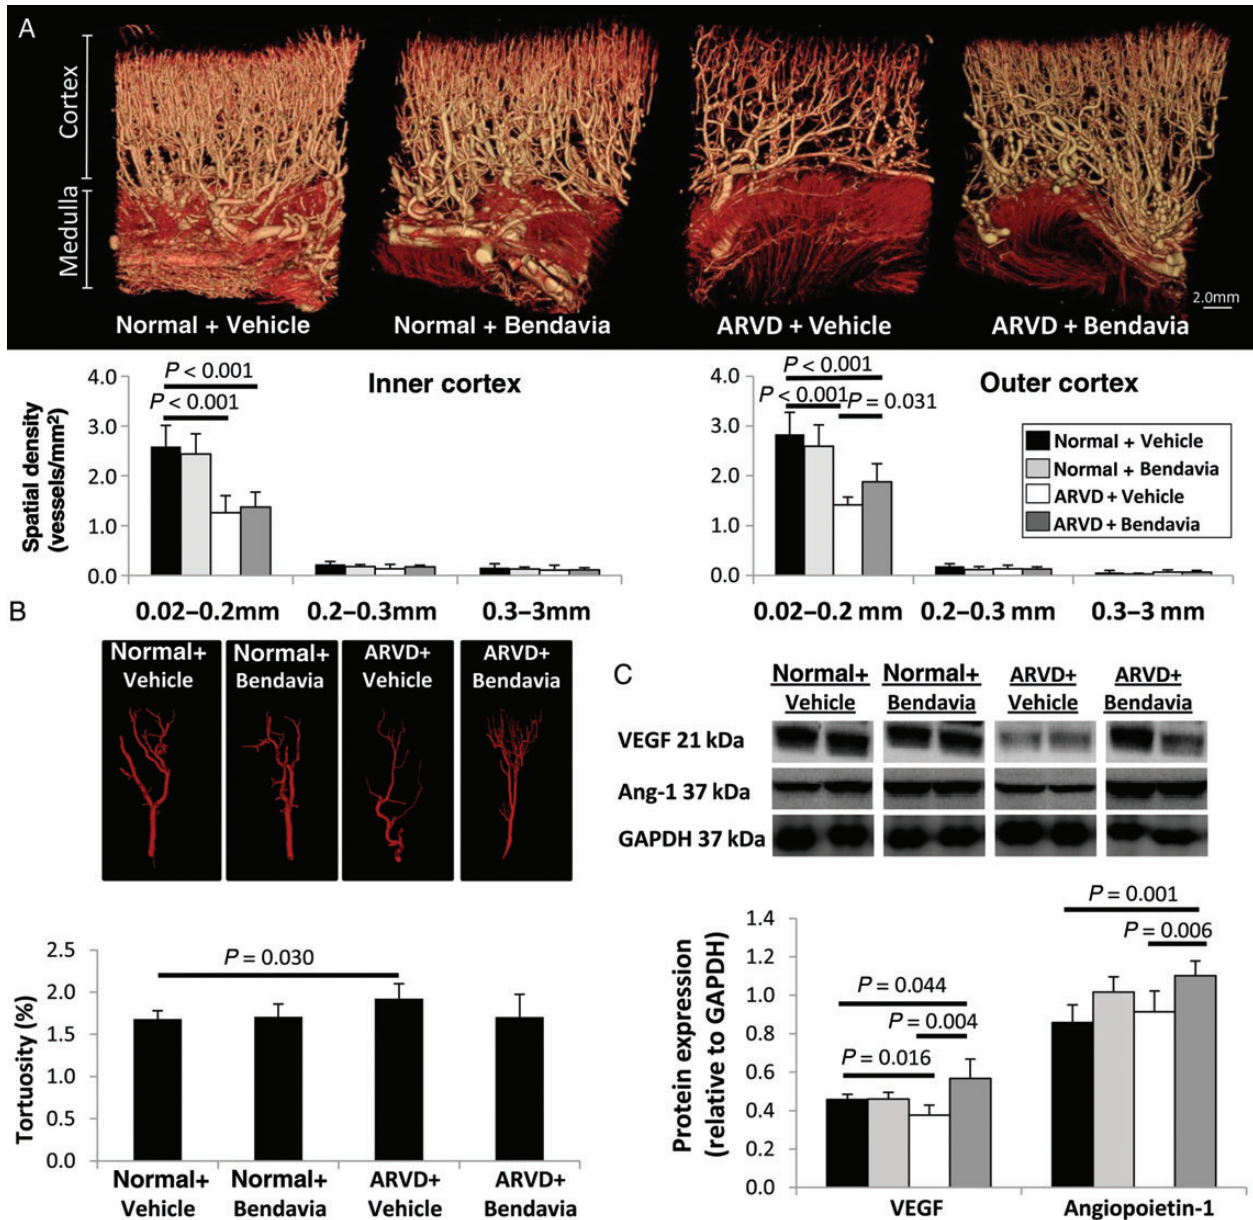 A
Cortex
Medulla
Normal + Vehicle
Normal + Bendavia
ARVD + Vehicle
ARVD + Bendavia
2.0mm
Inner cortex
P < 0.001
P < 0.001
Spatial density
(vessels/mm²)
4.0
3.0
2.0
1.0
0.0
0.02–0.2mm
0.2–0.3mm
0.3–3mm
Outer cortex
P < 0.001
P < 0.001
P = 0.031
4.0
3.0
2.0
1.0
0.0
0.02–0.2 mm
0.2–0.3 mm
0.3–3 mm
Normal + Vehicle
Normal + Bendavia
ARVD + Vehicle
ARVD + Bendavia
B
Normal+
Vehicle
Normal+
Bendavia
ARVD+
Vehicle
ARVD+
Bendavia
Tortuosity (%)
2.5
2.0
1.5
1.0
0.5
0.0
P = 0.030
Normal+
Vehicle
Normal+
Bendavia
ARVD+
Vehicle
ARVD+
Bendavia
C
Normal+
Vehicle
Normal+
Bendavia
ARVD+
Vehicle
ARVD+
Bendavia
VEGF 21 kDa
Ang-1 37 kDa
GAPDH 37 kDa
Protein expression
(relative to GAPDH)
1.4
1.2
1.0
0.8
0.6
0.4
0.2
0.0
P = 0.001
P = 0.006
P = 0.044
P = 0.004
P = 0.016
VEGF
Angiopoietin-1